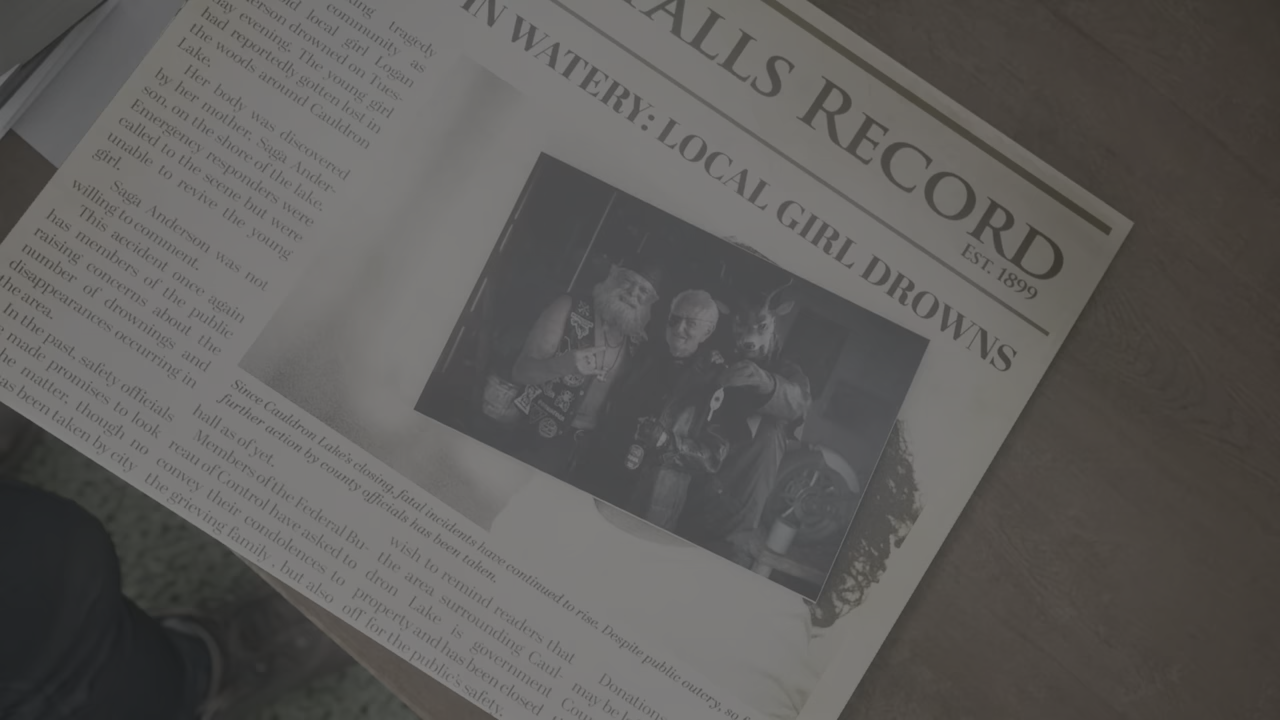 ALLS RECORD
EST. 1899
IN WATERY: LOCAL GIRL DROWNS
tragedy
community as
local girl Logan
erson drowned on Tues-
day evening. The young girl
had reportedly gotten lost in
the woods around Cauldron
Lake.
Her body was discovered
by her mother, Saga Ander-
son, on the shore of the lake.
Emergency responders were
called to the scene but were
unable to revive the young
girl.
Saga Anderson was not
willing to comment.
This accident once again
has members of the public
raising concerns about the
number of drownings and
disappearances occurring in
the area.
In the past, safety officials
made promises to look
he matter, though no
as been taken by city
hall as of yet.
Members of the Federal Bu-
reau of Control have asked to
convey their condolences to
the grieving family, but also
wish to remind readers that
the area surrounding Caul-
dron Lake is government
property and has been closed
off for the public's safety.
Donations
may be
Since Cauldron Lake's closing, fatal incidents have continued to rise. Despite public outcry, so f
further action by county officials has been taken.